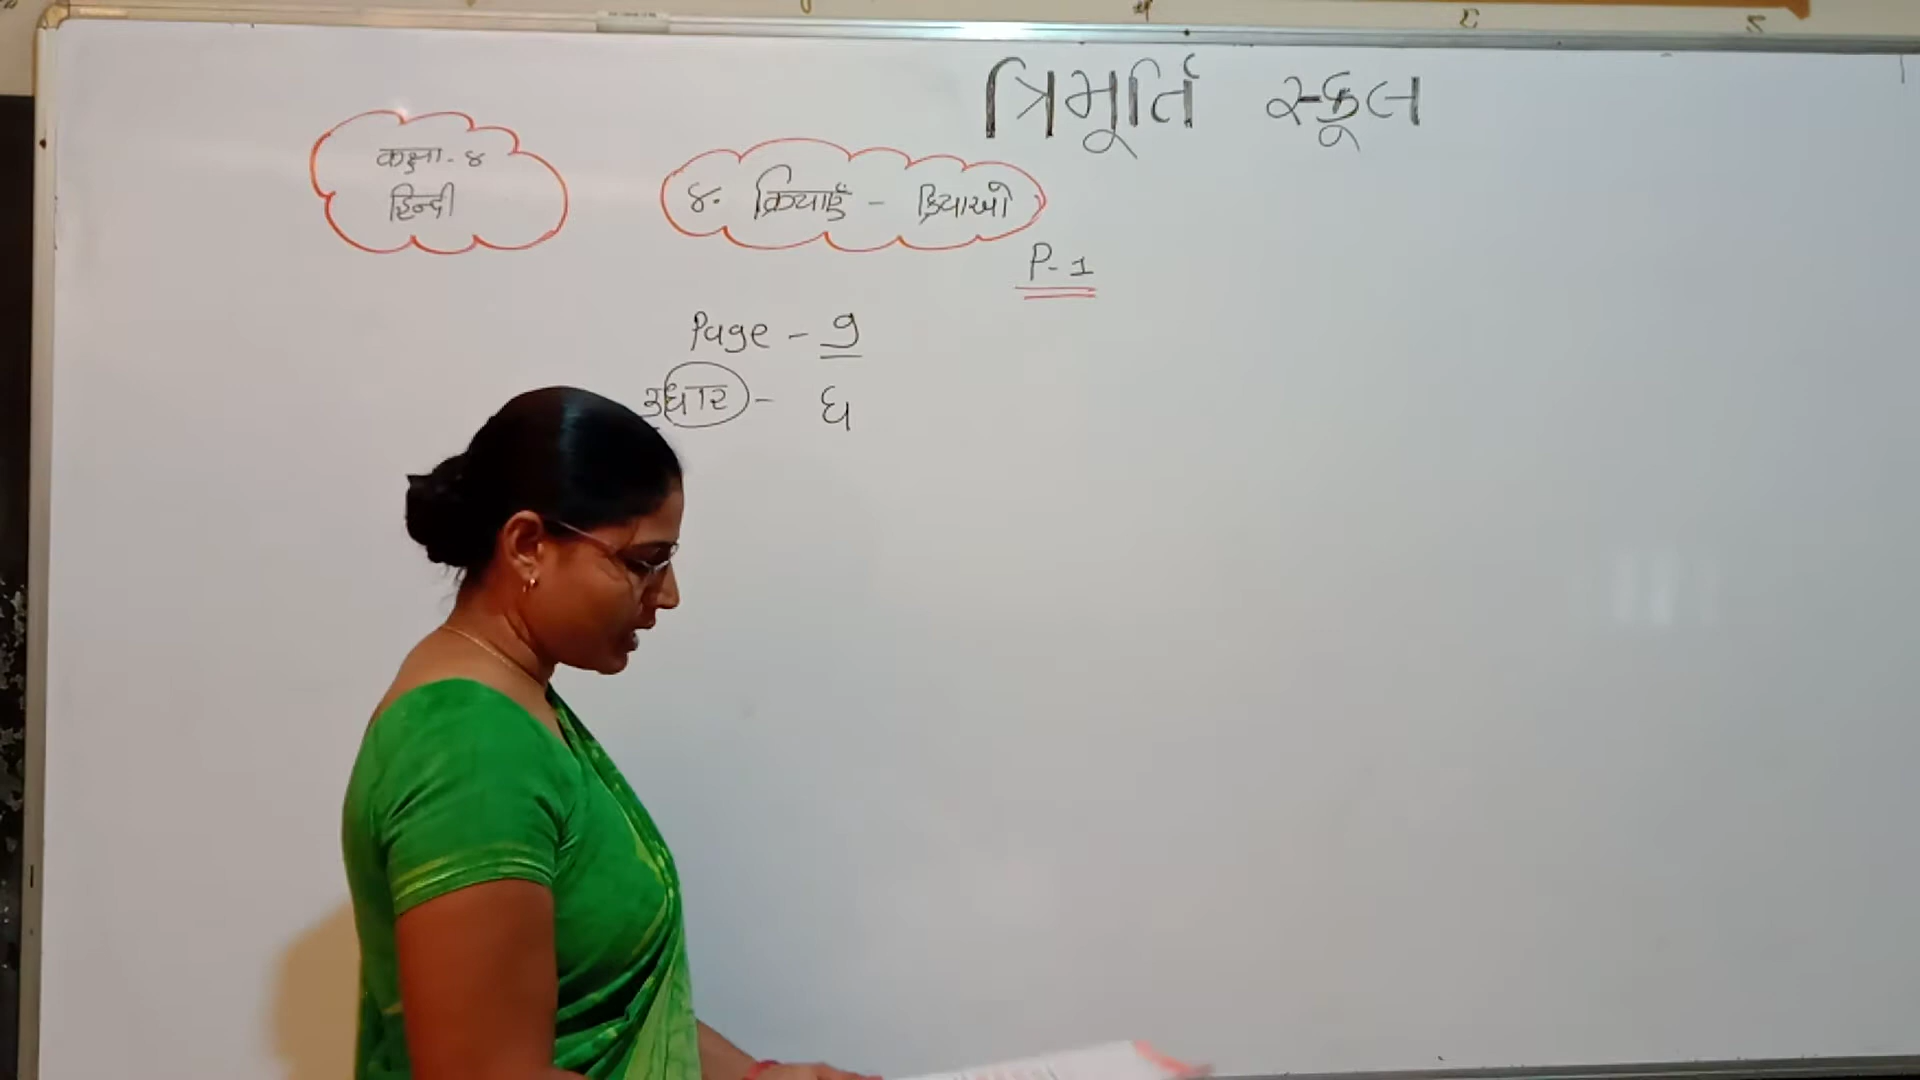 त्रिमूर्ति स्कूल
कक्षा-४
हिन्दी
४. क्रियाएँ - ક્રિયાઓ
P-1
Page - 9
उधार - ધ